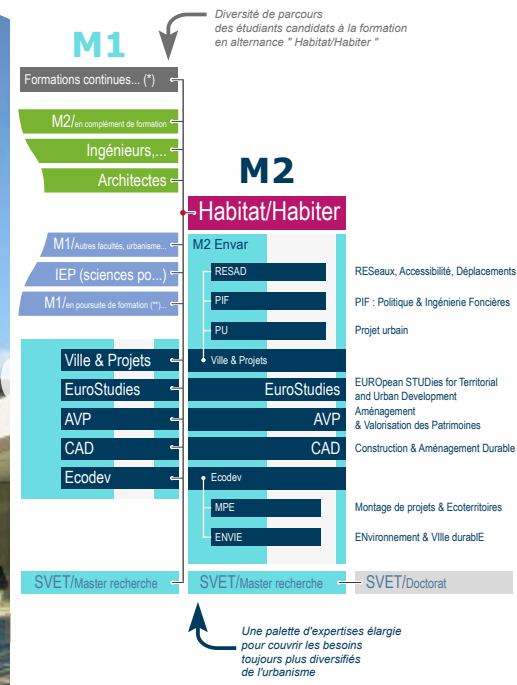 Diversité de parcours
des étudiants candidats à la formation
en alternance " Habitat/Habiter "
M1
Formations continues... (*)
M2/en complément de formation
Ingénieurs,...
Architectes
M2
Habitat/Habiter
M1/Autres facultés, urbanisme...
IEP (sciences po...)
M1/en poursuite de formation (**)...
M2 Envar
RESAD
RESeaux, Accessibilité, Déplacements
PIF
PIF : Politique & Ingénierie Foncières
PU
Projet urbain
Ville & Projets
Ville & Projets
EuroStudies
EuroStudies
EUROpean STUDies for Territorial
and Urban Development
AVP
AVP
Aménagement
& Valorisation des Patrimoines
CAD
CAD
Construction & Aménagement Durable
Ecodev
Ecodev
MPE
Montage de projets & Ecoterritoires
ENVIE
ENvironnement & VIlle durablE
SVET/Master recherche
SVET/Master recherche
SVET/Doctorat
Une palette d'expertises élargie
pour couvrir les besoins
toujours plus diversifiés
de l'urbanisme